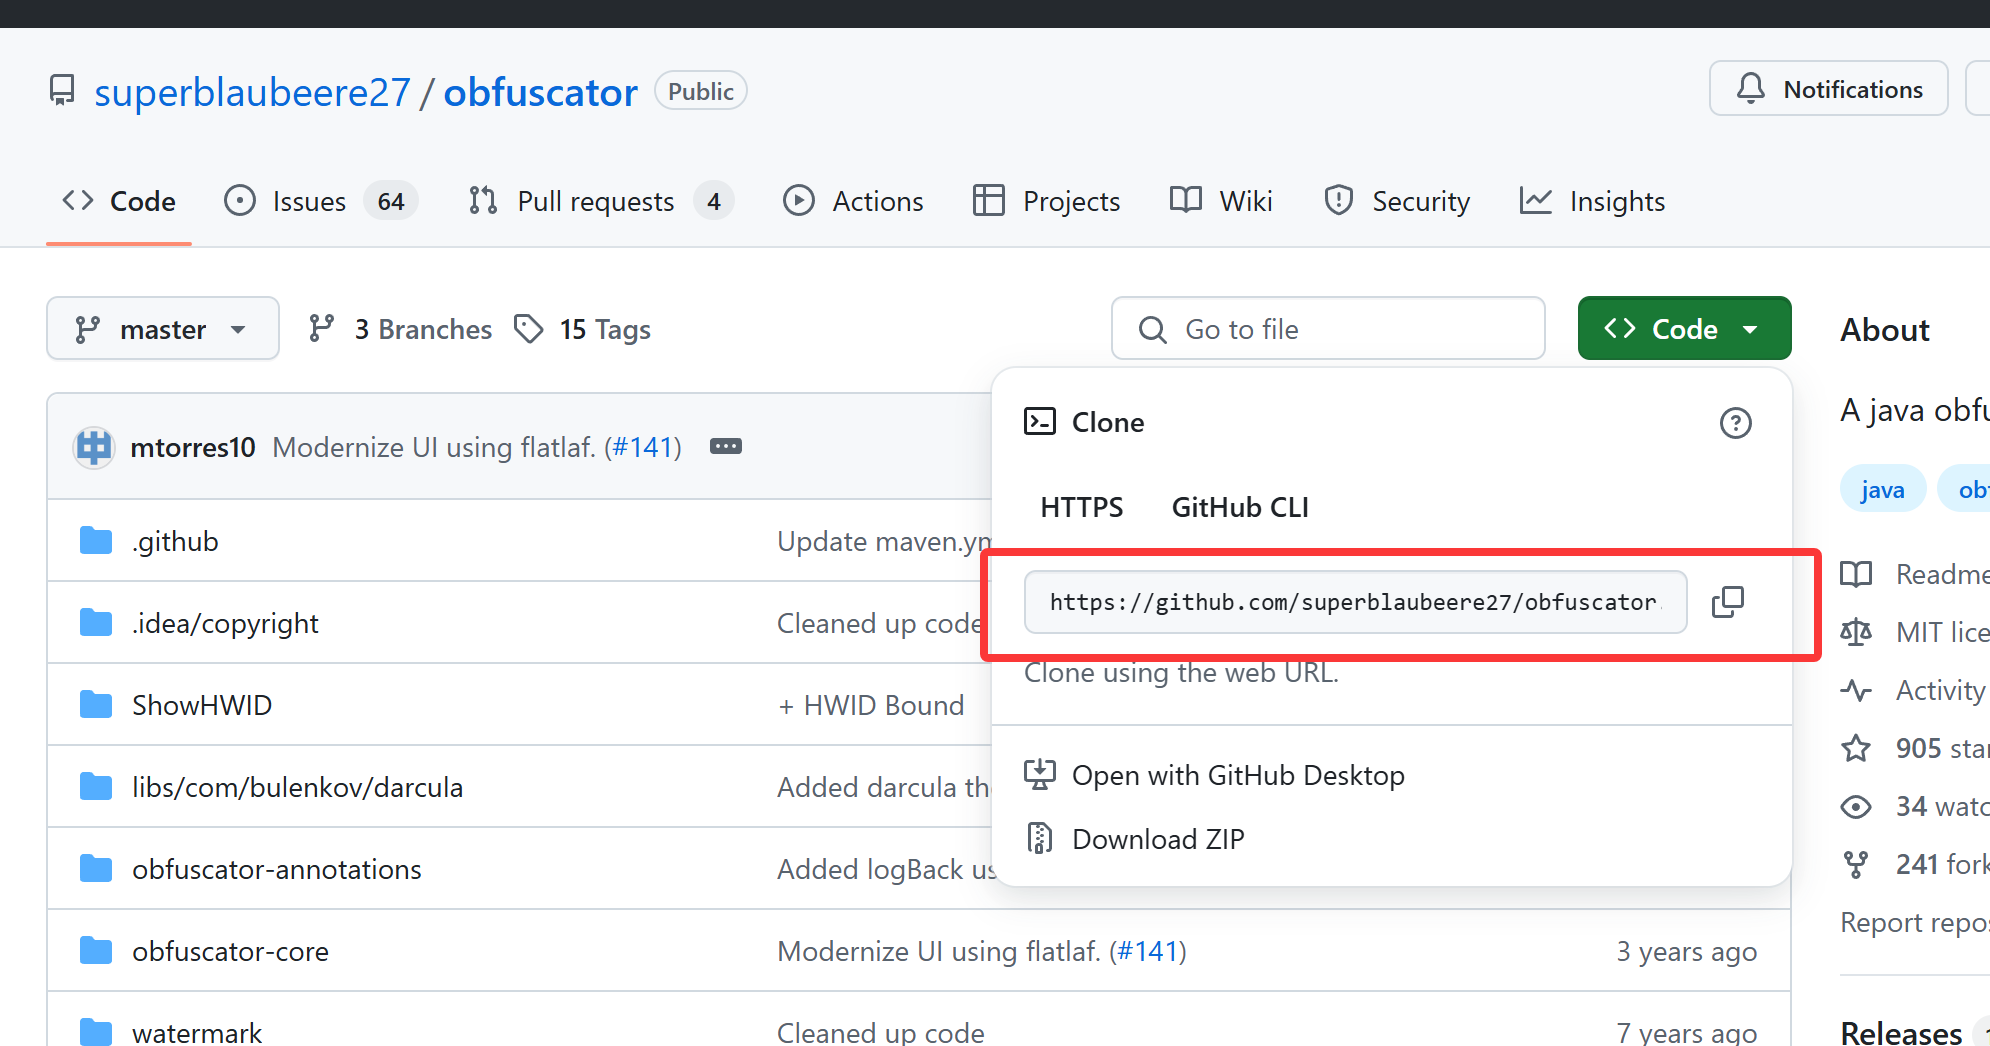 superblaubeere27 / obfuscator Public
Notifications
Code Issues 64 Pull requests 4 Actions Projects Wiki Security Insights
master 3 Branches 15 Tags
Go to file
Code
About
Clone
A java obfu
mtorres10 Modernize UI using flatlaf. (#141)
HTTPS GitHub CLI
java ob
.github Update maven.ym
https://github.com/superblaubeere27/obfuscator.
Readme
.idea/copyright Cleaned up code
Clone using the web URL.
MIT lice
ShowHWID + HWID Bound
Activity
905 star
libs/com/bulenkov/darcula Added darcula the
Open with GitHub Desktop
34 watc
Download ZIP
obfuscator-annotations Added logBack us
241 fork
Report repos
obfuscator-core Modernize UI using flatlaf. (#141) 3 years ago
watermark Cleaned up code 7 years ago
Releases